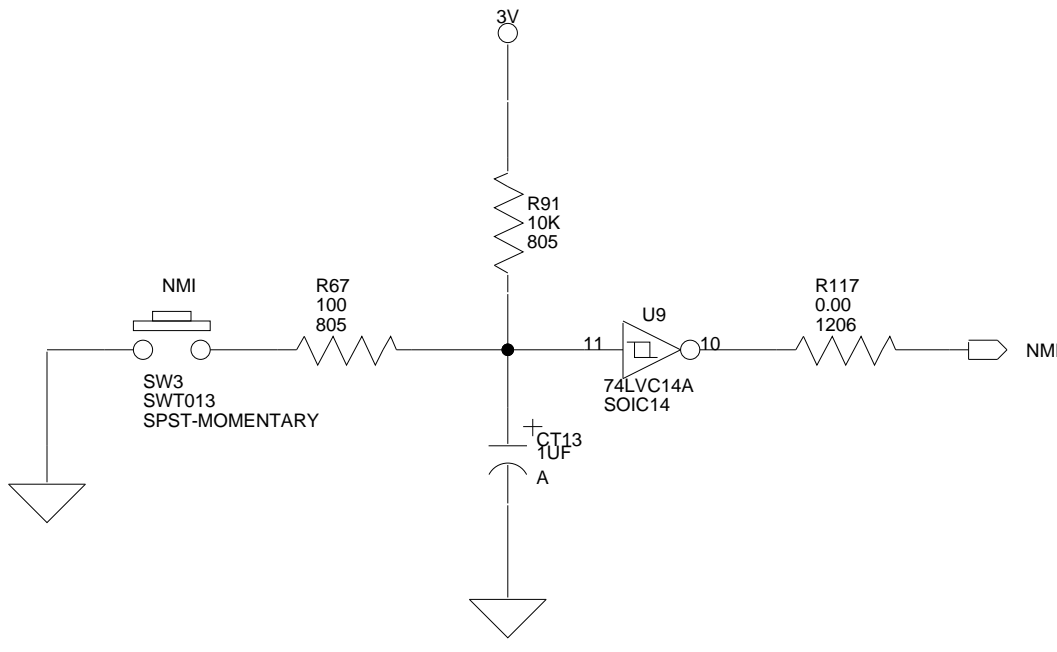 3V
R91
10K
805
NMI
R67
100
805
R117
0.00
1206
U9
11
10
NMI
74LVC14A
SOIC14
SW3
SWT013
SPST-MOMENTARY
CT13
1UF
A